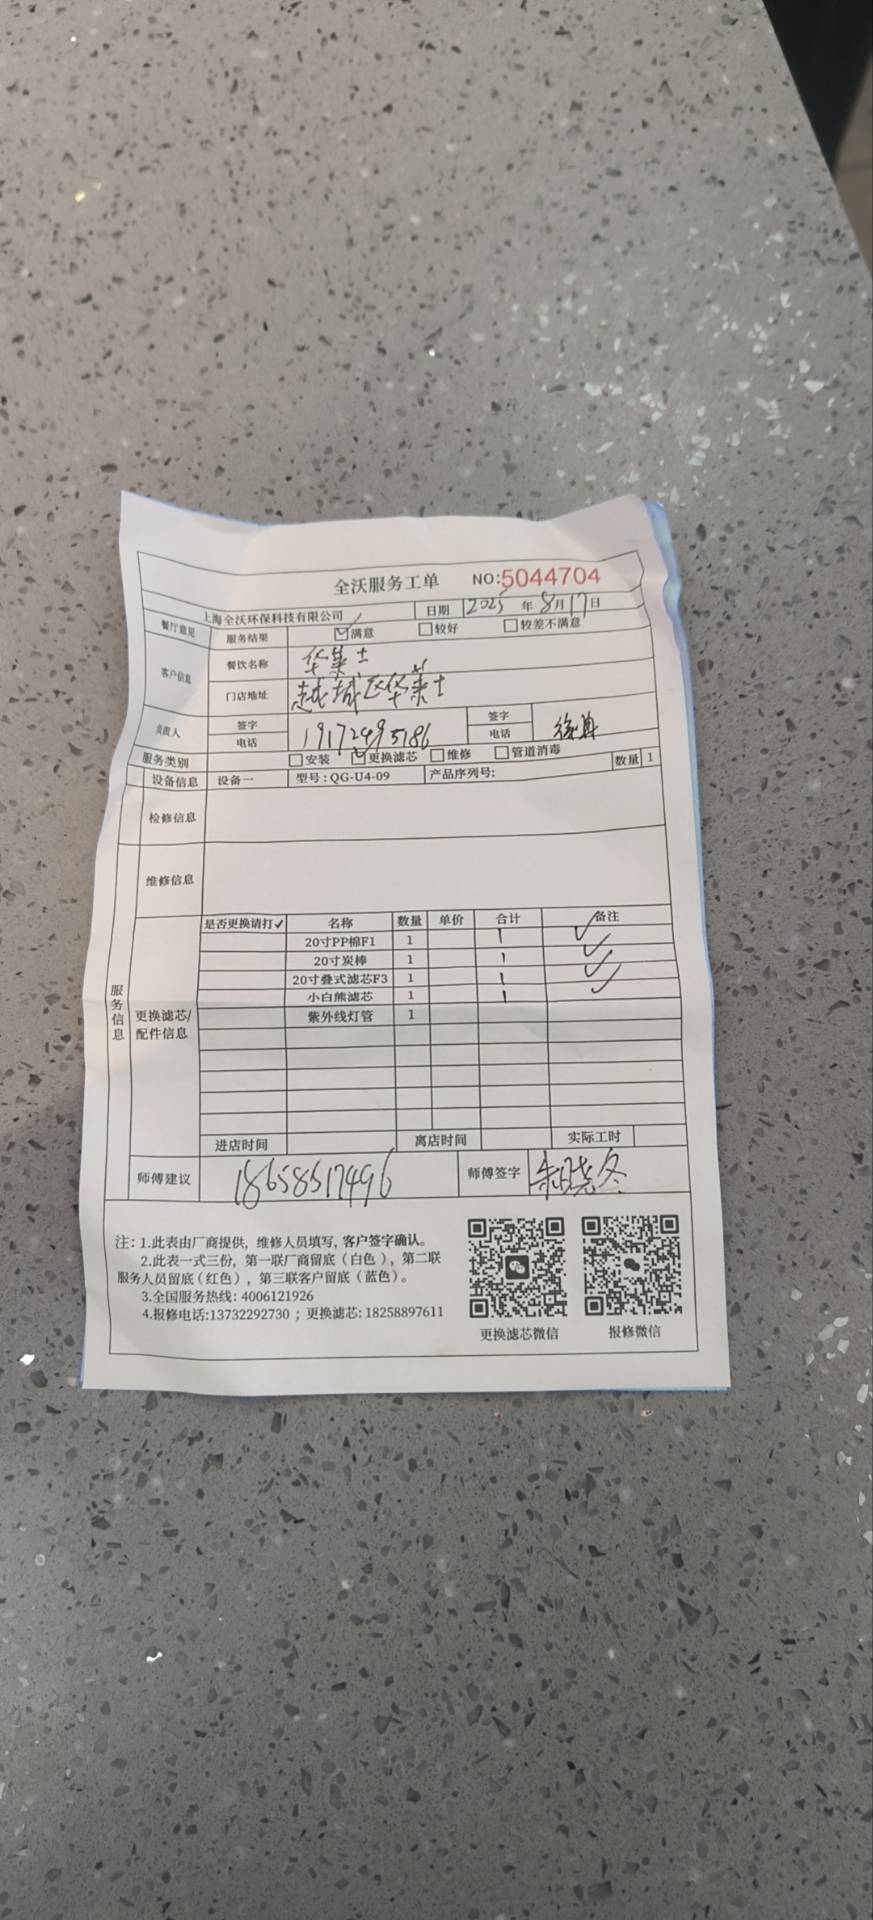 全沃服务工单 NO:5044704
上海全沃环保科技有限公司 日期 2025 年 8 月 17 日
餐厅意见 服务结果 ☑满意 □较好 □较差不满意
客户信息 餐饮名称 华莱士
门店地址 越城区华莱士
负责人 签字 电话 19172495786 签字 电话
服务类别 □安装 ☑更换滤芯 □维修 □管道消毒
设备信息 设备一 型号:QG-U4-09 产品序列号: 数量 1
检修信息
维修信息
服务信息
更换滤芯/配件信息
是否更换请打✓ 名称 数量 单价 合计 备注
20寸PP棉F1 1 1 ✓
20寸炭棒 1 1 ✓
20寸叠式滤芯F3 1 1 ✓
小白熊滤芯 1 1 ✓
紫外线灯管 1
进店时间 离店时间 实际工时
师傅建议 18658517496 师傅签字 朱晓冬
注: 1.此表由厂商提供, 维修人员填写, 客户签字确认。
2.此表一式三份, 第一联厂商留底(白色), 第二联
服务人员留底(红色), 第三联客户留底(蓝色)。
3.全国服务热线: 4006121926
4.报修电话:13732292730 ; 更换滤芯: 18258897611
更换滤芯微信 报修微信